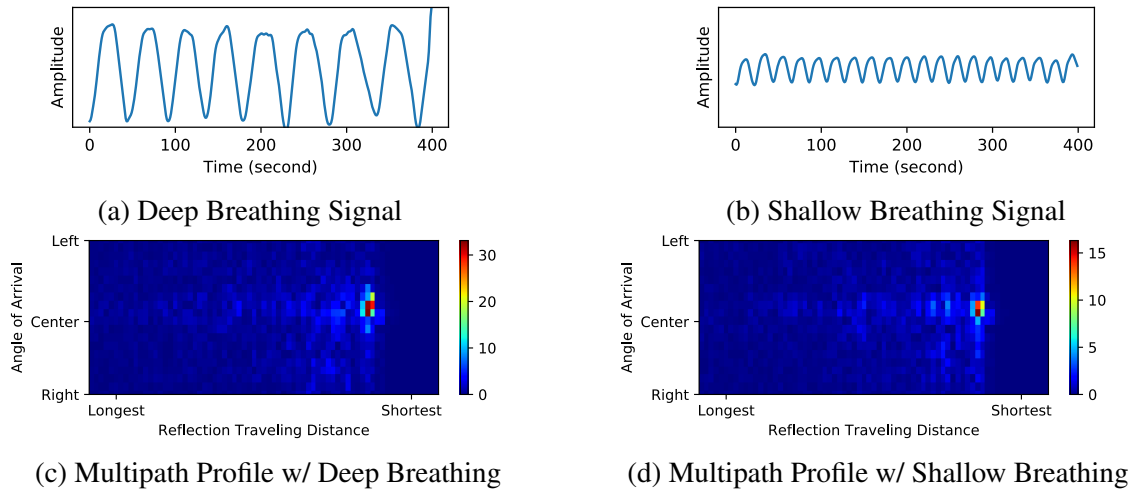 Amplitude
0 100 200 300 400
Time (second)
(a) Deep Breathing Signal
Amplitude
0 100 200 300 400
Time (second)
(b) Shallow Breathing Signal
Left
Center
Right
Angle of Arrival
Longest Shortest
Reflection Traveling Distance
30
20
10
0
(c) Multipath Profile w/ Deep Breathing
Left
Center
Right
Angle of Arrival
Longest Shortest
Reflection Traveling Distance
15
10
5
0
(d) Multipath Profile w/ Shallow Breathing